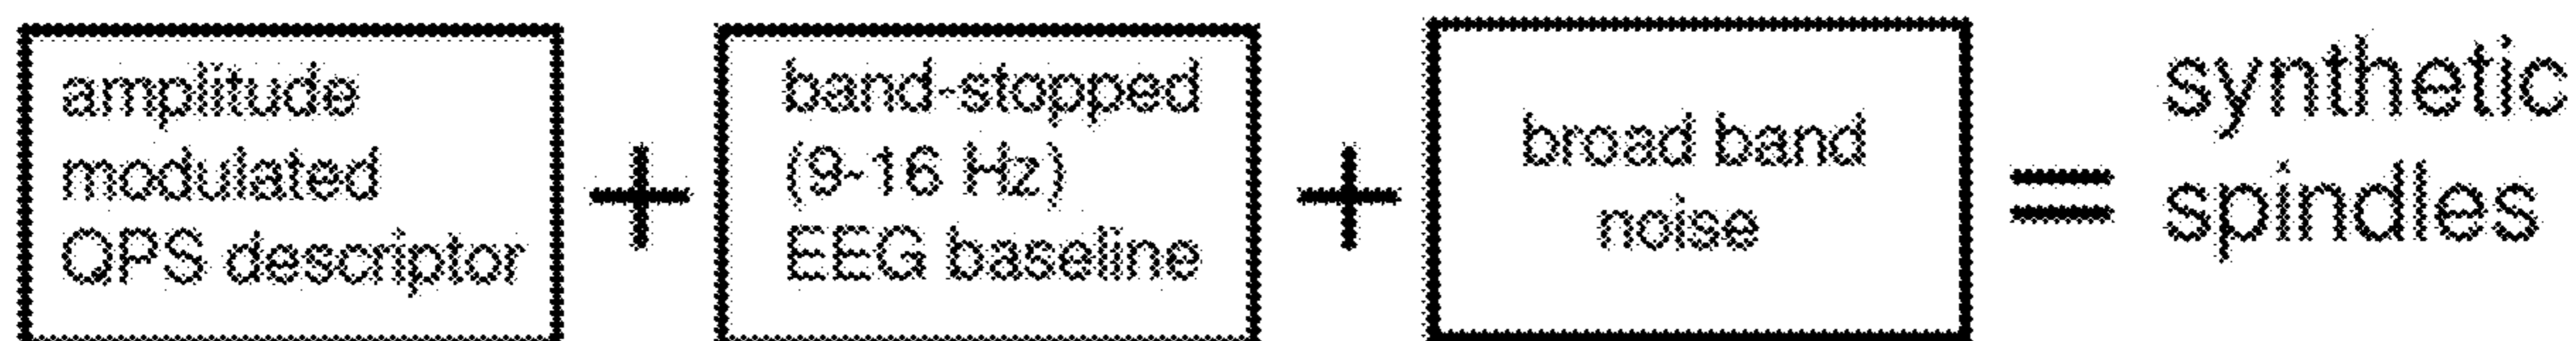 amplitude
modulated
QPS descriptor
+
band-stopped
(9-16 Hz)
EEG baseline
+
broad band
noise
=
synthetic
spindles